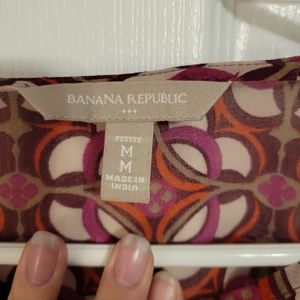 BANANA REPUBLIC
PETITE
M
M
MADE IN
INDIA